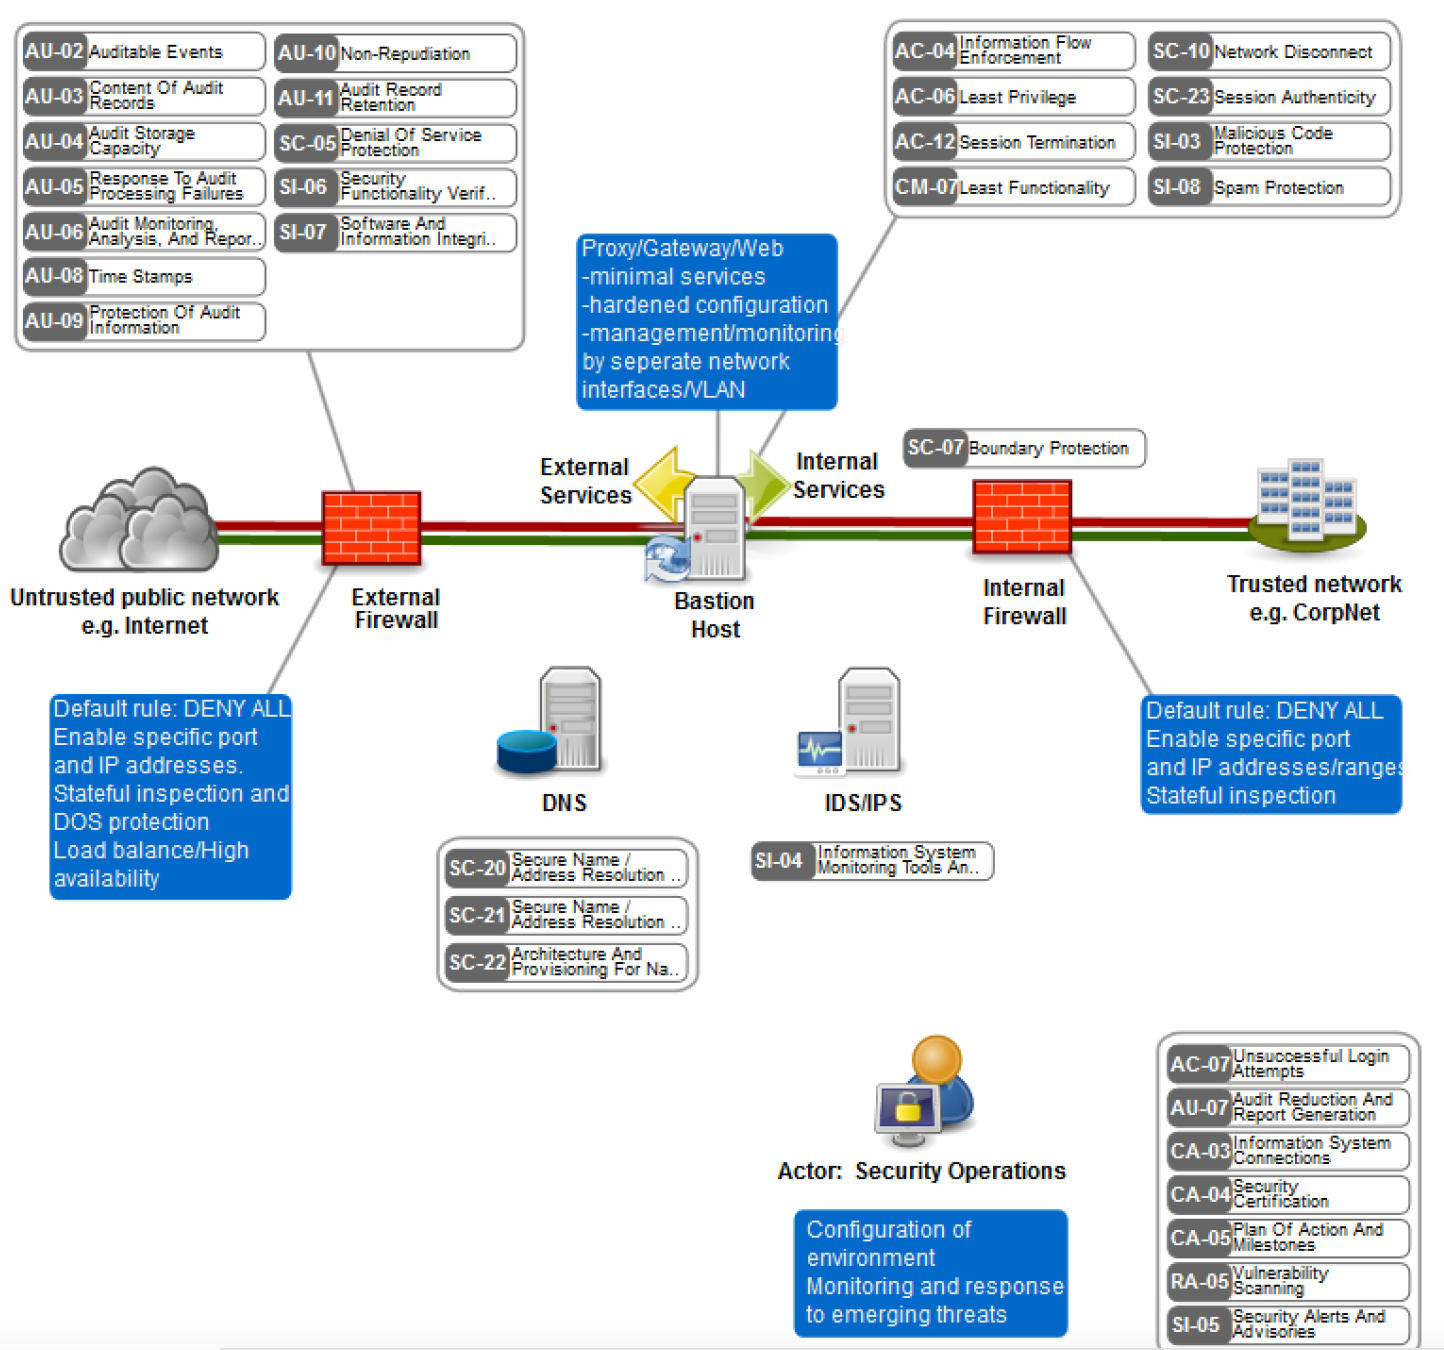 AU-02 Auditable Events
AU-03 Content Of Audit
Records
AU-04 Audit Storage
Capacity
AU-05 Response To Audit
Processing Failures
AU-06 Audit Monitoring,
Analysis, And Repor..
AU-08 Time Stamps
AU-09 Protection Of Audit
Information
AU-10 Non-Repudiation
AU-11 Audit Record
Retention
SC-05 Denial Of Service
Protection
SI-06 Security
Functionality Verif..
SI-07 Software And
Information Integri..
AC-04 Information Flow
Enforcement
AC-06 Least Privilege
AC-12 Session Termination
CM-07 Least Functionality
SC-10 Network Disconnect
SC-23 Session Authenticity
SI-03 Malicious Code
Protection
SI-08 Spam Protection
Proxy/Gateway/Web
-minimal services
-hardened configuration
-management/monitoring
by seperate network
interfaces/VLAN
External
Services
Internal
Services
SC-07 Boundary Protection
Untrusted public network
e.g. Internet
External
Firewall
Bastion
Host
Internal
Firewall
Trusted network
e.g. CorpNet
Default rule: DENY ALL
Enable specific port
and IP addresses.
Stateful inspection and
DOS protection
Load balance/High
availability
DNS
IDS/IPS
Default rule: DENY ALL
Enable specific port
and IP addresses/ranges
Stateful inspection
SC-20 Secure Name /
Address Resolution ..
SC-21 Secure Name /
Address Resolution ..
SC-22 Architecture And
Provisioning For Na..
SI-04 Information System
Monitoring Tools An..
Actor: Security Operations
Configuration of
environment
Monitoring and response
to emerging threats
AC-07 Unsuccessful Login
Attempts
AU-07 Audit Reduction And
Report Generation
CA-03 Information System
Connections
CA-04 Security
Certification
CA-05 Plan Of Action And
Milestones
RA-05 Vulnerability
Scanning
SI-05 Security Alerts And
Advisories